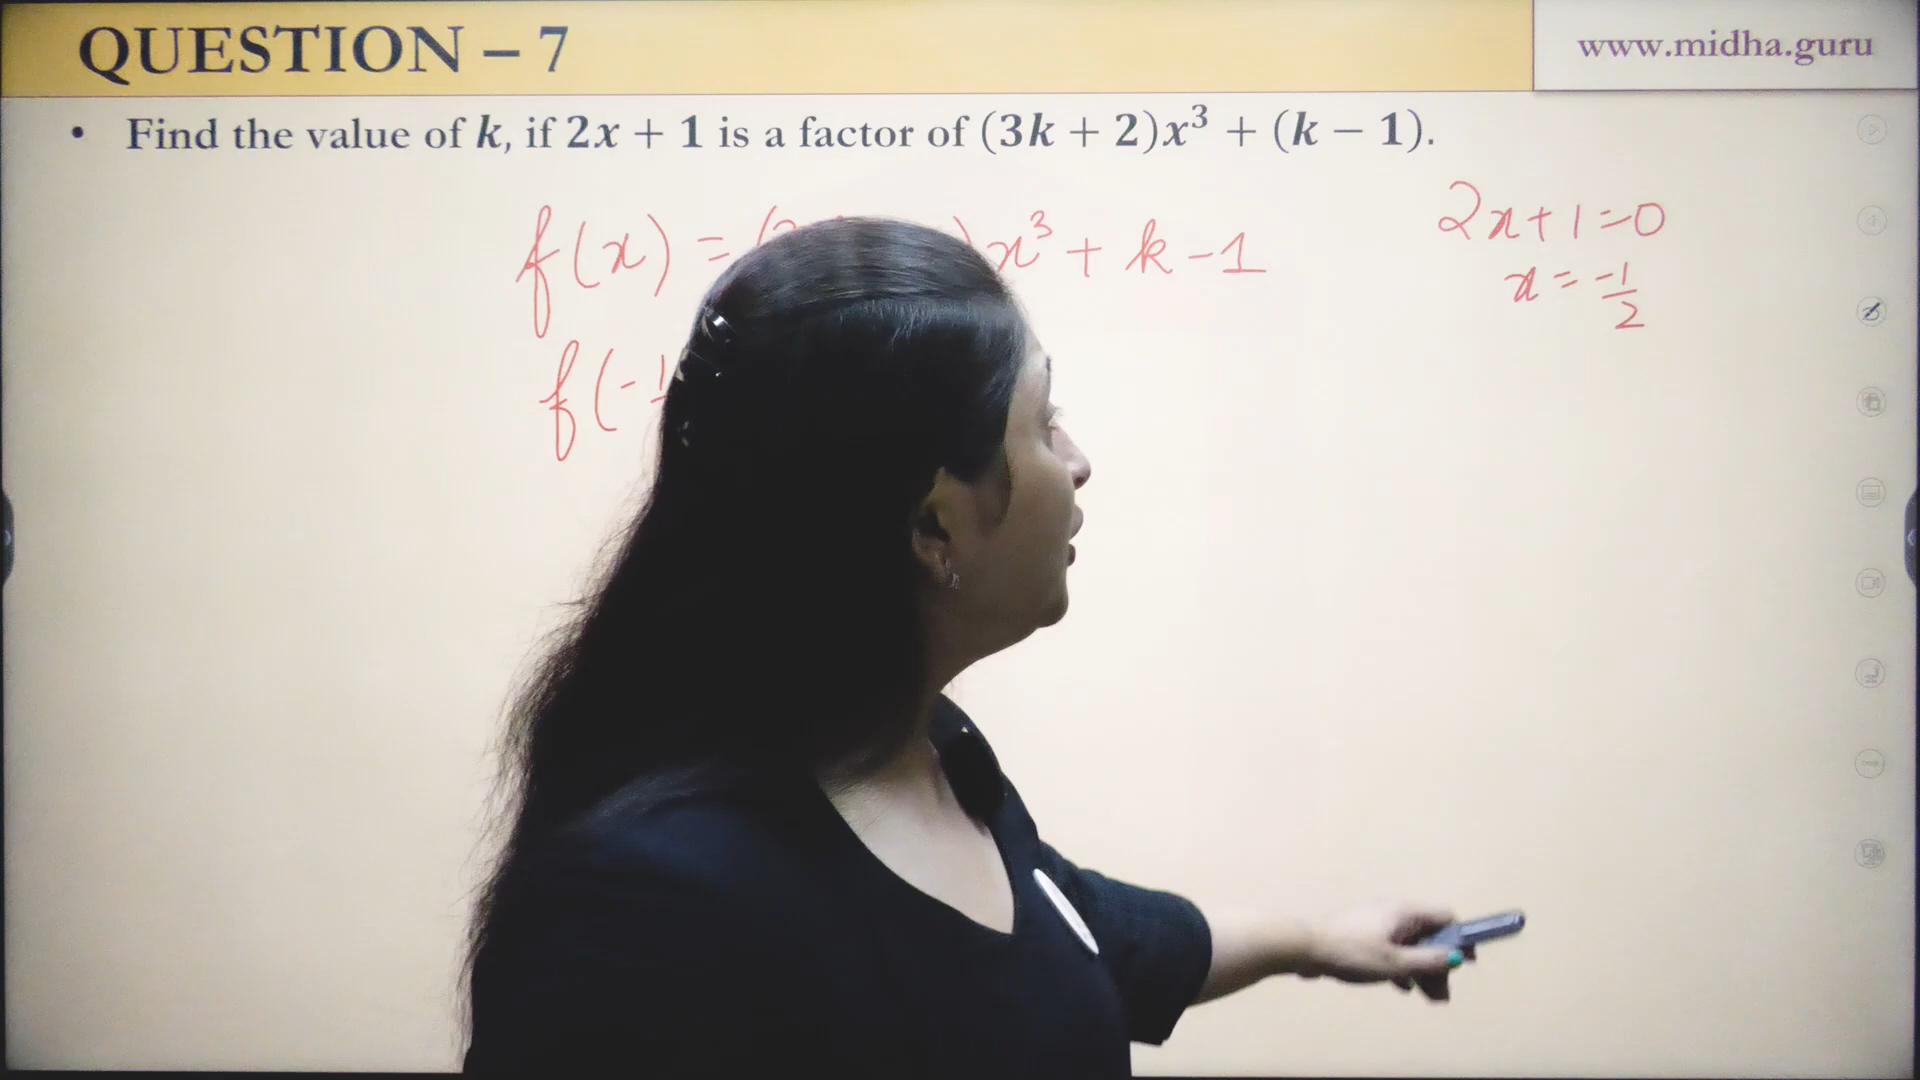 QUESTION – 7
www.midha.guru
• Find the value of k, if 2x + 1 is a factor of (3k + 2)x³ + (k − 1).
f(x) = ( )x³ + k - 1
2x+1=0
x = -1/2
f(-1